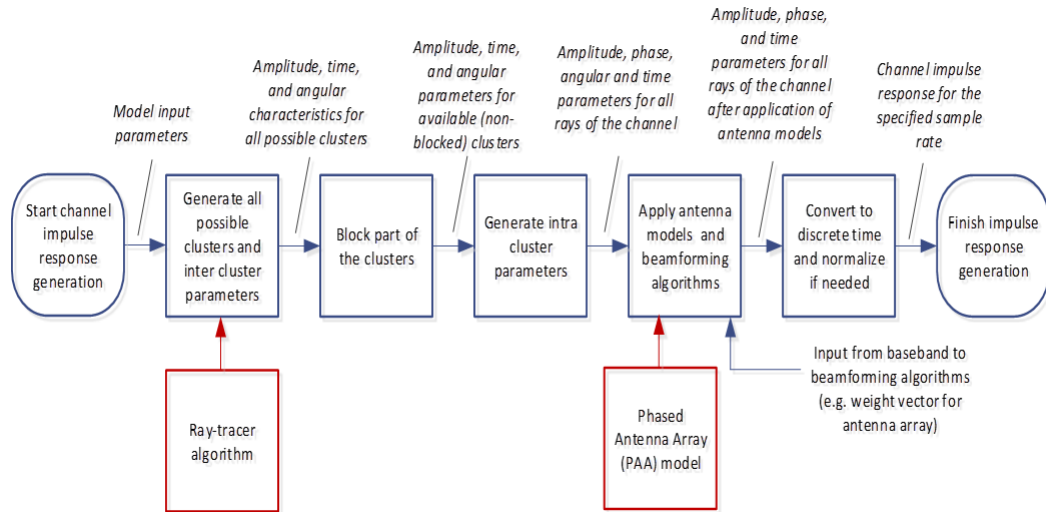 Model input
parameters
Amplitude, time,
and angular
characteristics for
all possible clusters
Amplitude, time,
and angular
parameters for
available (non-
blocked) clusters
Amplitude, phase,
angular and time
parameters for all
rays of the channel
Amplitude, phase,
and time
parameters for all
rays of the channel
after application of
antenna models
Channel impulse
response for the
specified sample
rate
Start channel
impulse
response
generation
Generate all
possible
clusters and
inter cluster
parameters
Block part of
the clusters
Generate intra
cluster
parameters
Apply antenna
models and
beamforming
algorithms
Convert to
discrete time
and normalize
if needed
Finish impulse
response
generation
Ray-tracer
algorithm
Phased
Antenna Array
(PAA) model
Input from baseband to
beamforming algorithms
(e.g. weight vector for
antenna array)